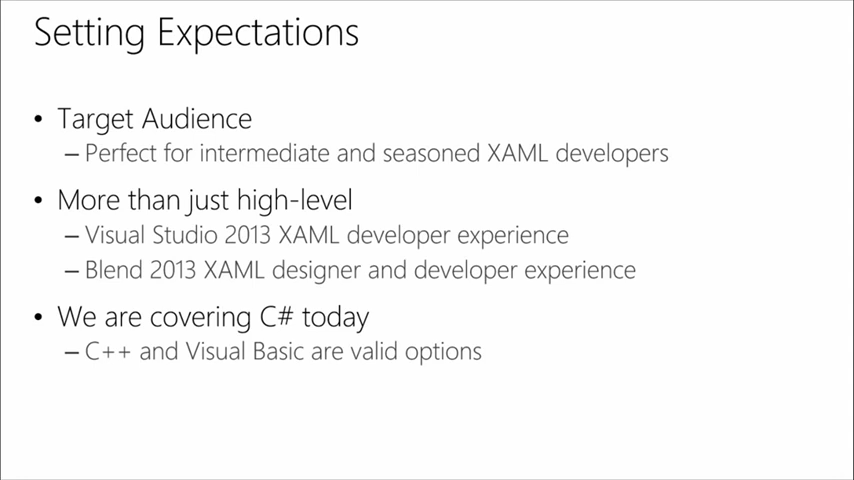 Setting Expectations
• Target Audience
– Perfect for intermediate and seasoned XAML developers
• More than just high-level
– Visual Studio 2013 XAML developer experience
– Blend 2013 XAML designer and developer experience
• We are covering C# today
– C++ and Visual Basic are valid options